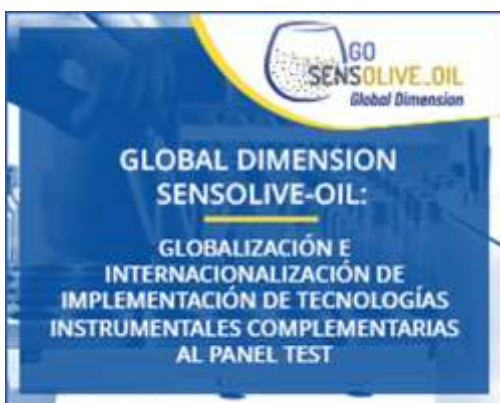 GO
SENSOLIVE_OIL
Global Dimension
GLOBAL DIMENSION
SENSOLIVE-OIL:
GLOBALIZACIÓN E
INTERNACIONALIZACIÓN DE
IMPLEMENTACIÓN DE TECNOLOGÍAS
INSTRUMENTALES COMPLEMENTARIAS
AL PANEL TEST